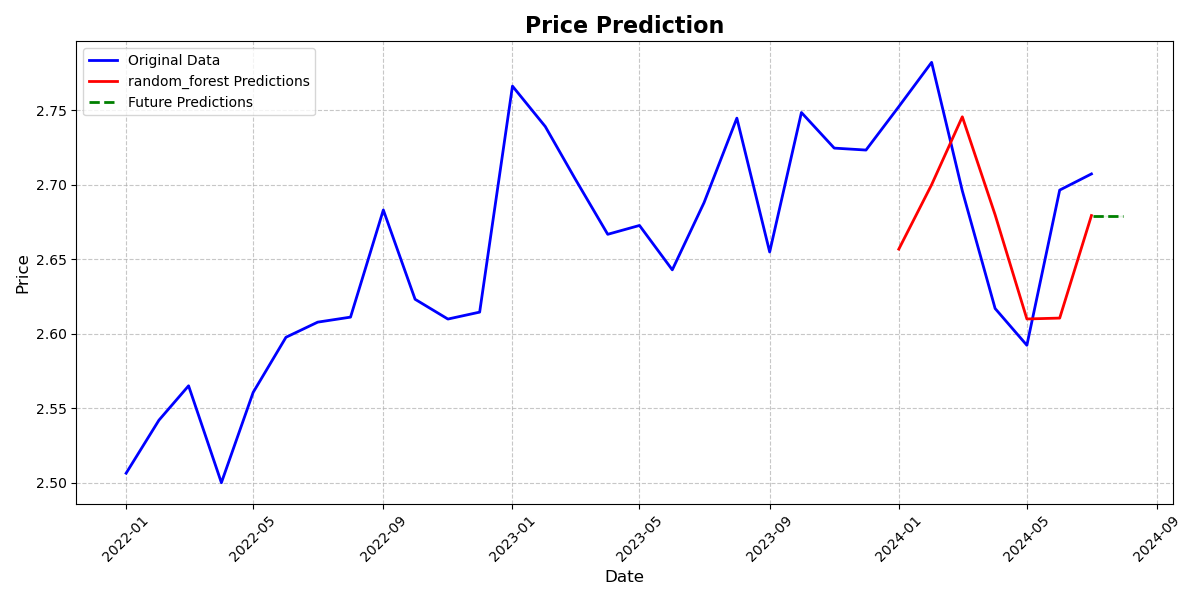 Price Prediction
Original Data
random_forest Predictions
Future Predictions
2.75
2.70
2.65
2.60
2.55
2.50
Price
2022-01
2022-05
2022-09
2023-01
2023-05
2023-09
2024-01
2024-05
2024-09
Date